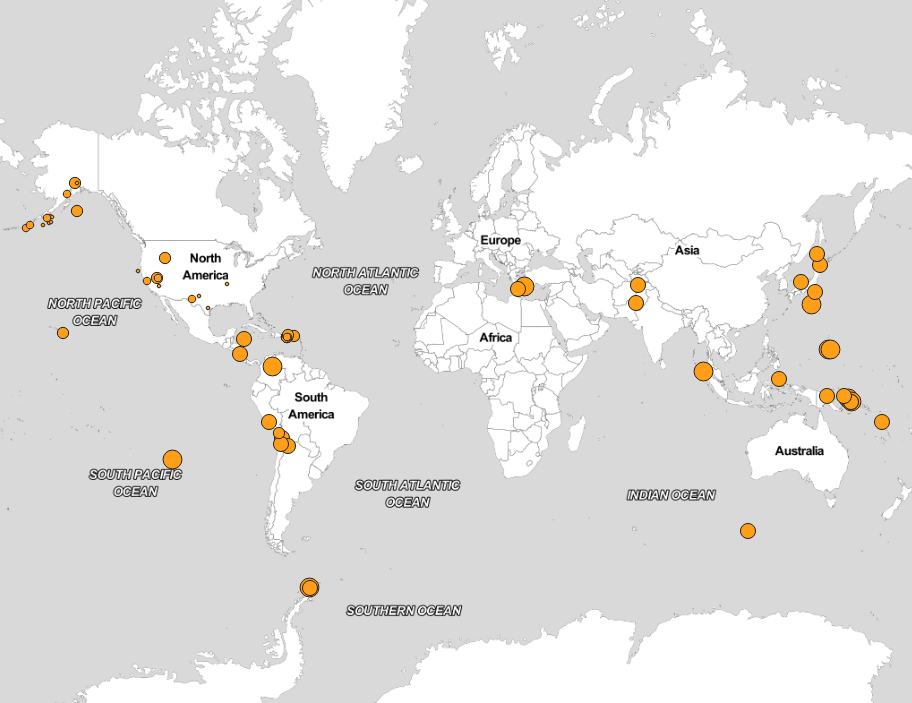 Europe
Asia
North
America
NORTH ATLANTIC
OCEAN
NORTH PACIFIC
OCEAN
Africa
South
America
Australia
SOUTH PACIFIC
OCEAN
SOUTH ATLANTIC
OCEAN
INDIAN OCEAN
SOUTHERN OCEAN